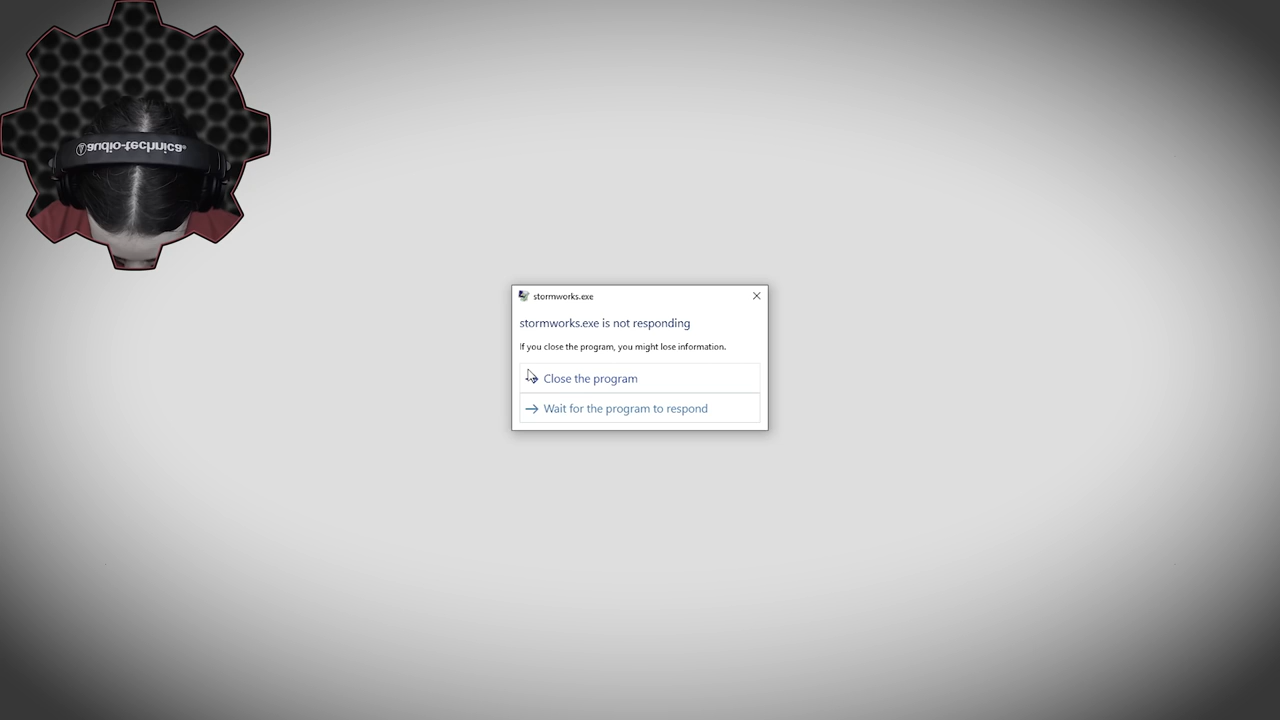 audio-technica
stormworks.exe
stormworks.exe is not responding
If you close the program, you might lose information.
Close the program
Wait for the program to respond